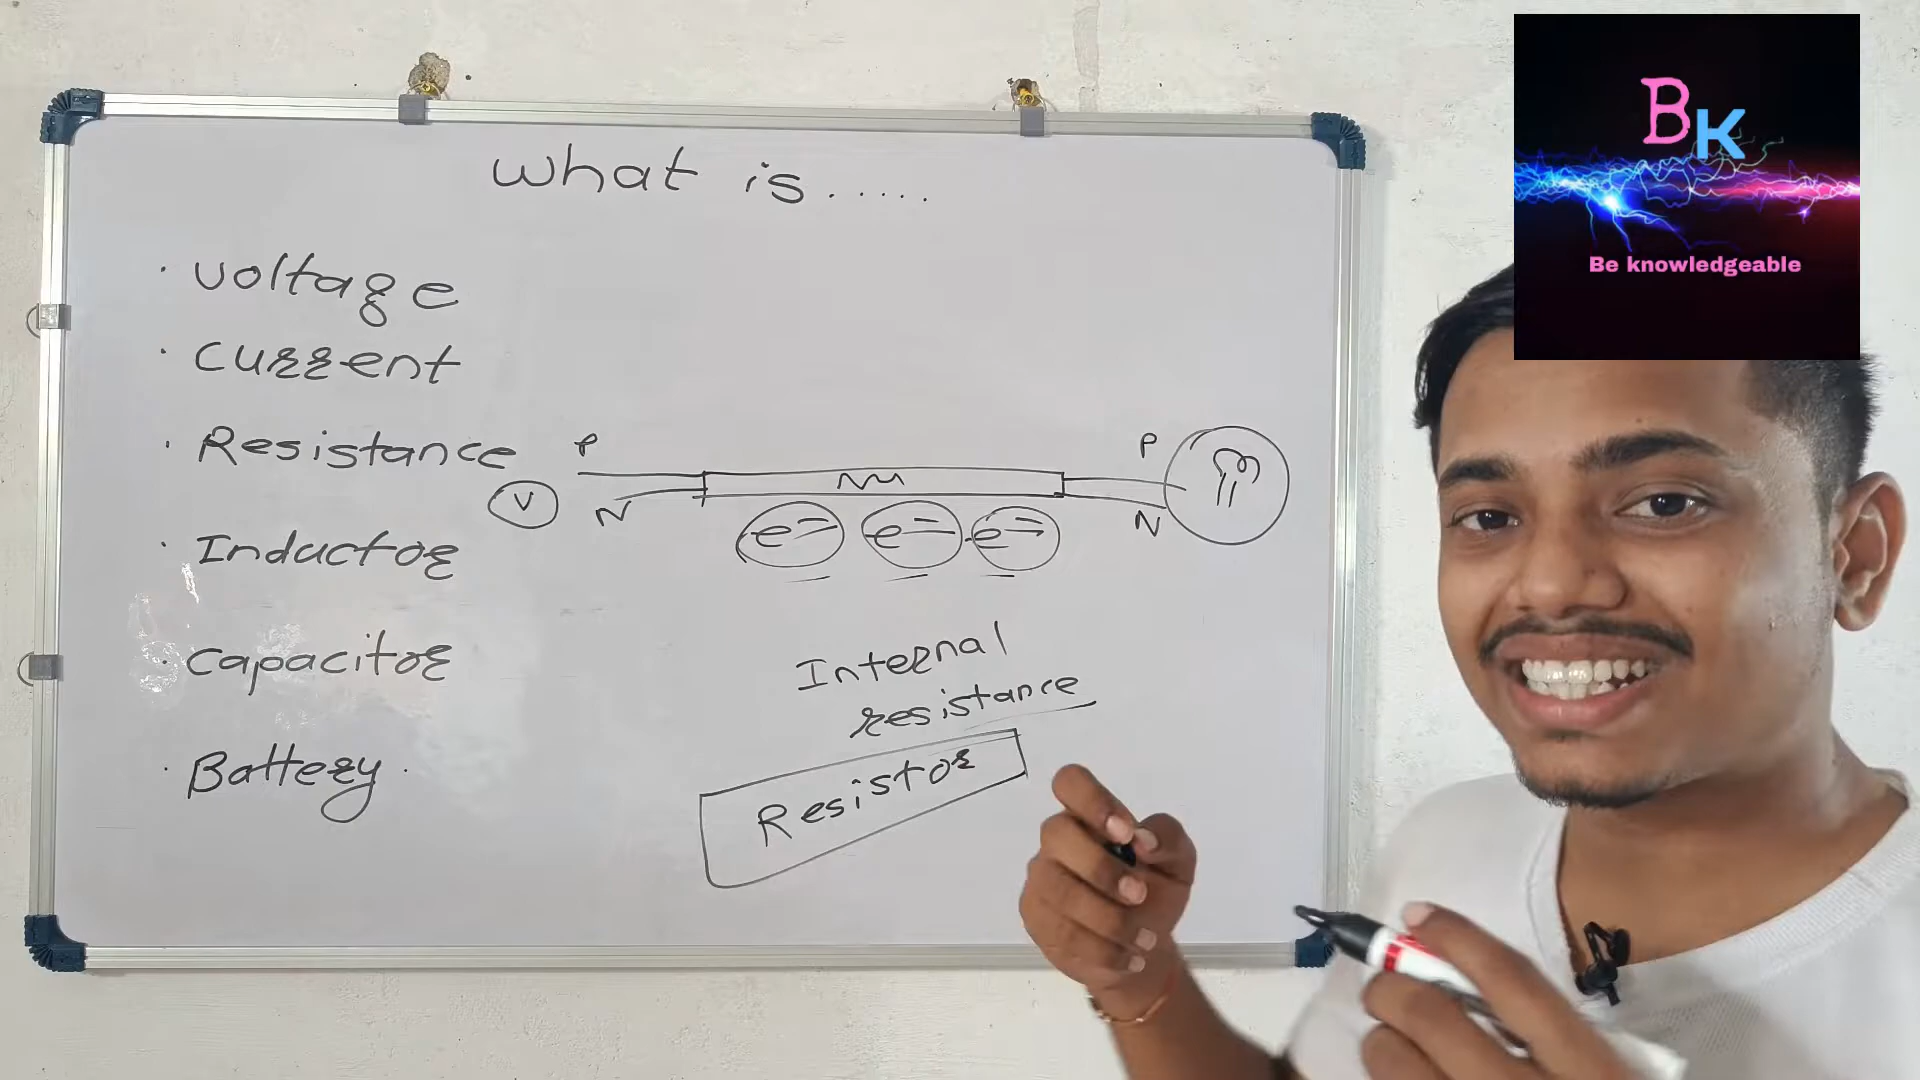 What is.....
· Voltage
· Current
· Resistance
· Inductor
· Capacitor
· Battery.
P
N
V
e-
e-
e-
P
N
Internal
resistance
Resistor
BK
Be knowledgeable